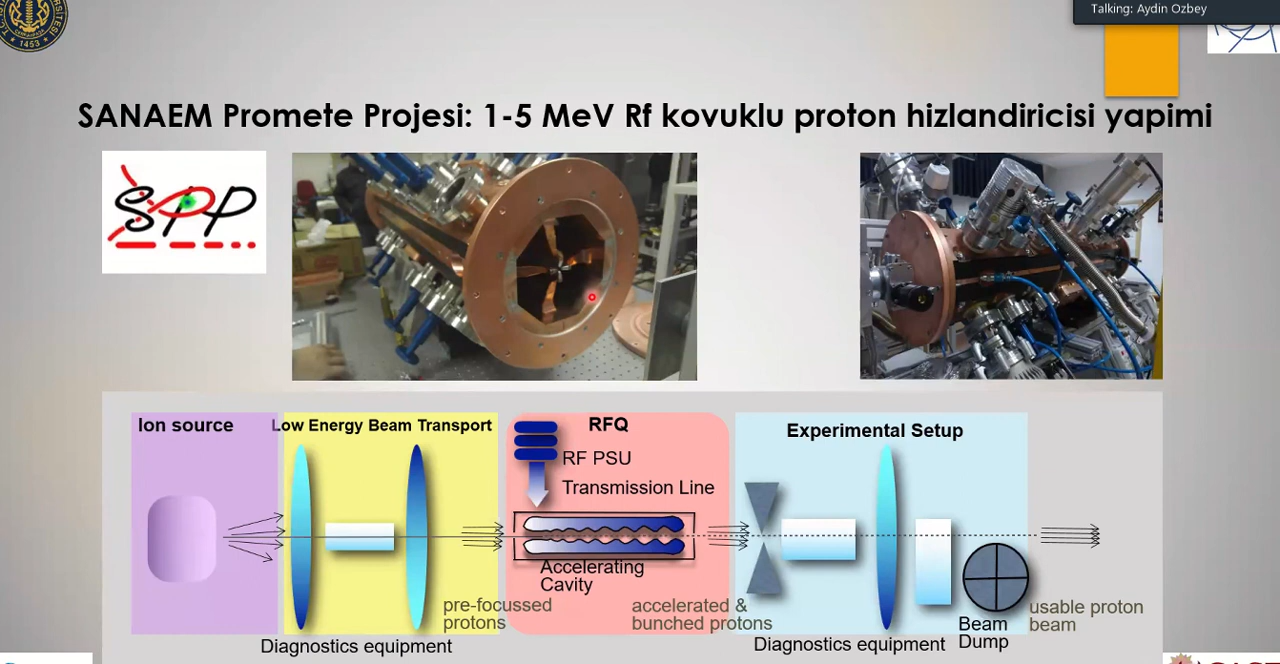 Talking: Aydin Ozbey
1453
SANAEM Promete Projesi: 1-5 MeV Rf kovuklu proton hizlandiricisi yapimi
SPP
Ion source
Low Energy Beam Transport
RFQ
Experimental Setup
RF PSU
Transmission Line
Accelerating
Cavity
pre-focussed
protons
accelerated &
bunched protons
Beam
Dump
usable proton
beam
Diagnostics equipment
Diagnostics equipment